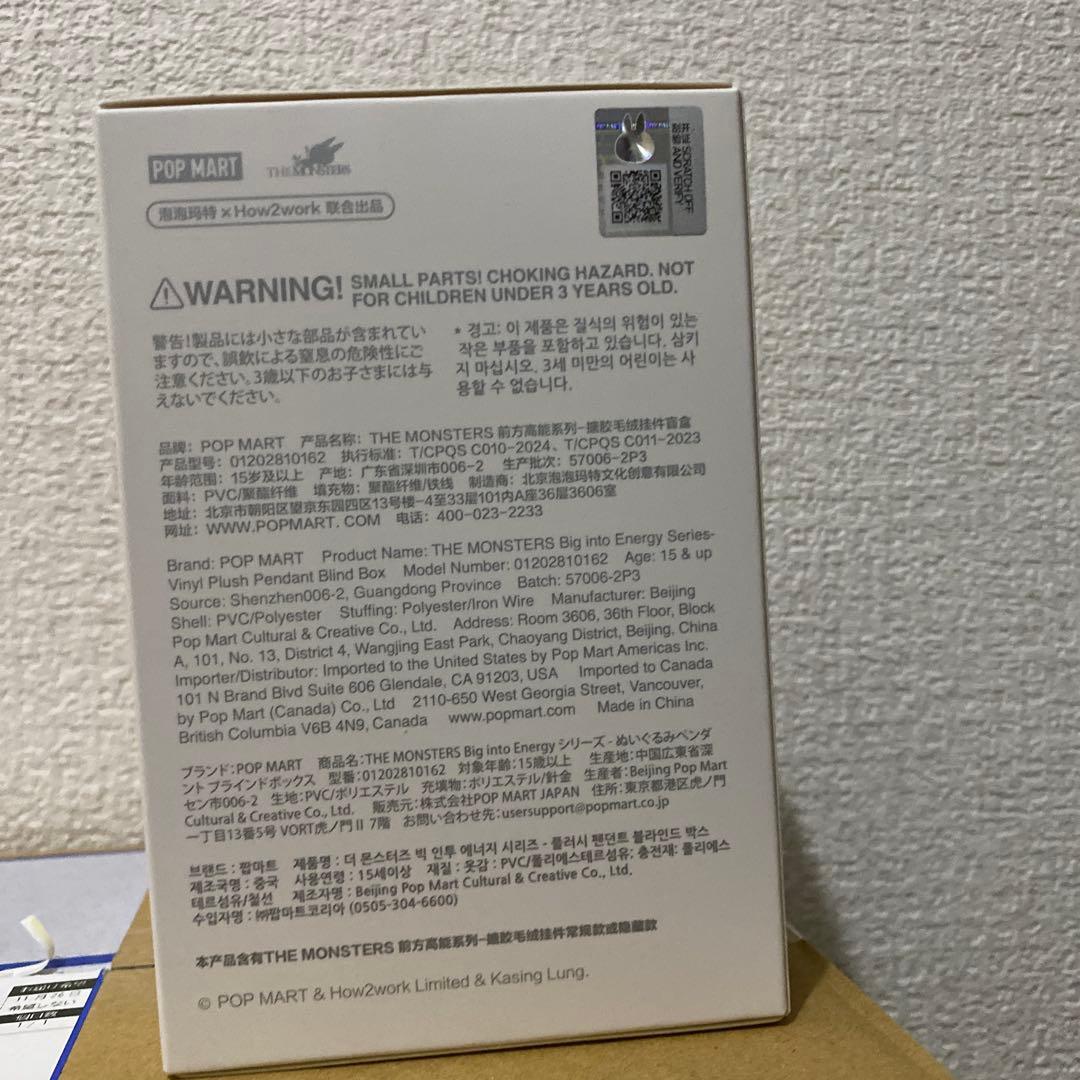 POP MART THE MONSTERS
泡泡玛特 × How2work 联合出品
开光 SCRATCH OFF
刮层 AND VERIFY
WARNING! SMALL PARTS! CHOKING HAZARD. NOT
FOR CHILDREN UNDER 3 YEARS OLD.
警告!製品には小さな部品が含まれてい
ますので、誤飲による窒息の危険性にご
注意ください。3歳以下のお子さまには与
えないでください。
* 경고: 이 제품은 질식의 위험이 있는
작은 부품을 포함하고 있습니다. 삼키
지 마십시오. 3세 미만의 어린이는 사
용할 수 없습니다.
品牌: POP MART 产品名称: THE MONSTERS 前方高能系列-搪胶毛绒挂件盲盒
产品型号: 01202810162 执行标准: T/CPQS C010-2024、T/CPQS C011-2023
年龄范围: 15岁及以上 产地: 广东省深圳市006-2 生产批次: 57006-2P3
面料: PVC/聚酯纤维 填充物: 聚酯纤维/铁线 制造商: 北京泡泡玛特文化创意有限公司
地址: 北京市朝阳区望京东园四区13号楼-4至33层101内A座36层3606室
网址: WWW.POPMART.COM 电话: 400-023-2233
Brand: POP MART Product Name: THE MONSTERS Big into Energy Series-
Vinyl Plush Pendant Blind Box Model Number: 01202810162 Age: 15 & up
Source: Shenzhen006-2, Guangdong Province Batch: 57006-2P3
Shell: PVC/Polyester Stuffing: Polyester/Iron Wire Manufacturer: Beijing
Pop Mart Cultural & Creative Co., Ltd. Address: Room 3606, 36th Floor, Block
A, 101, No. 13, District 4, Wangjing East Park, Chaoyang District, Beijing. China
Importer/Distributor: Imported to the United States by Pop Mart Americas Inc.
101 N Brand Blvd Suite 606 Glendale, CA 91203, USA Imported to Canada
by Pop Mart (Canada) Co., Ltd 2110-650 West Georgia Street, Vancouver,
British Columbia V6B 4N9, Canada www.popmart.com Made in China
ブランド:POP MART 商品名:THE MONSTERS Big into Energy シリーズ - ぬいぐるみペンダ
ント ブラインドボックス 型番:01202810162 対象年齢:15歳以上 生産地:中国広東省深
セン市006-2 生地:PVC/ポリエステル 充填物:ポリエステル/針金 生産者:Beijing Pop Mart
Cultural & Creative Co., Ltd. 販売元:株式会社POP MART JAPAN 住所:東京都港区虎ノ門
一丁目13番5号 VORT虎ノ門Ⅱ 7階 お問い合わせ先:usersupport@popmart.co.jp
브랜드 : 팝마트 제품명 : 더 몬스터즈 빅 인투 에너지 시리즈 - 플러시 펜던트 블라인드 박스
제조국명 : 중국 사용연령 : 15세이상 재질 : 옷감 : PVC/폴리에스테르섬유; 충전재: 폴리에스
테르섬유/철선 제조자명 : Beijing Pop Mart Cultural & Creative Co., Ltd.
수입자명 : ㈜팝마트코리아 (0505-304-6600)
本产品含有THE MONSTERS 前方高能系列-搪胶毛绒挂件常规款或隐藏款
© POP MART & How2work Limited & Kasing Lung.